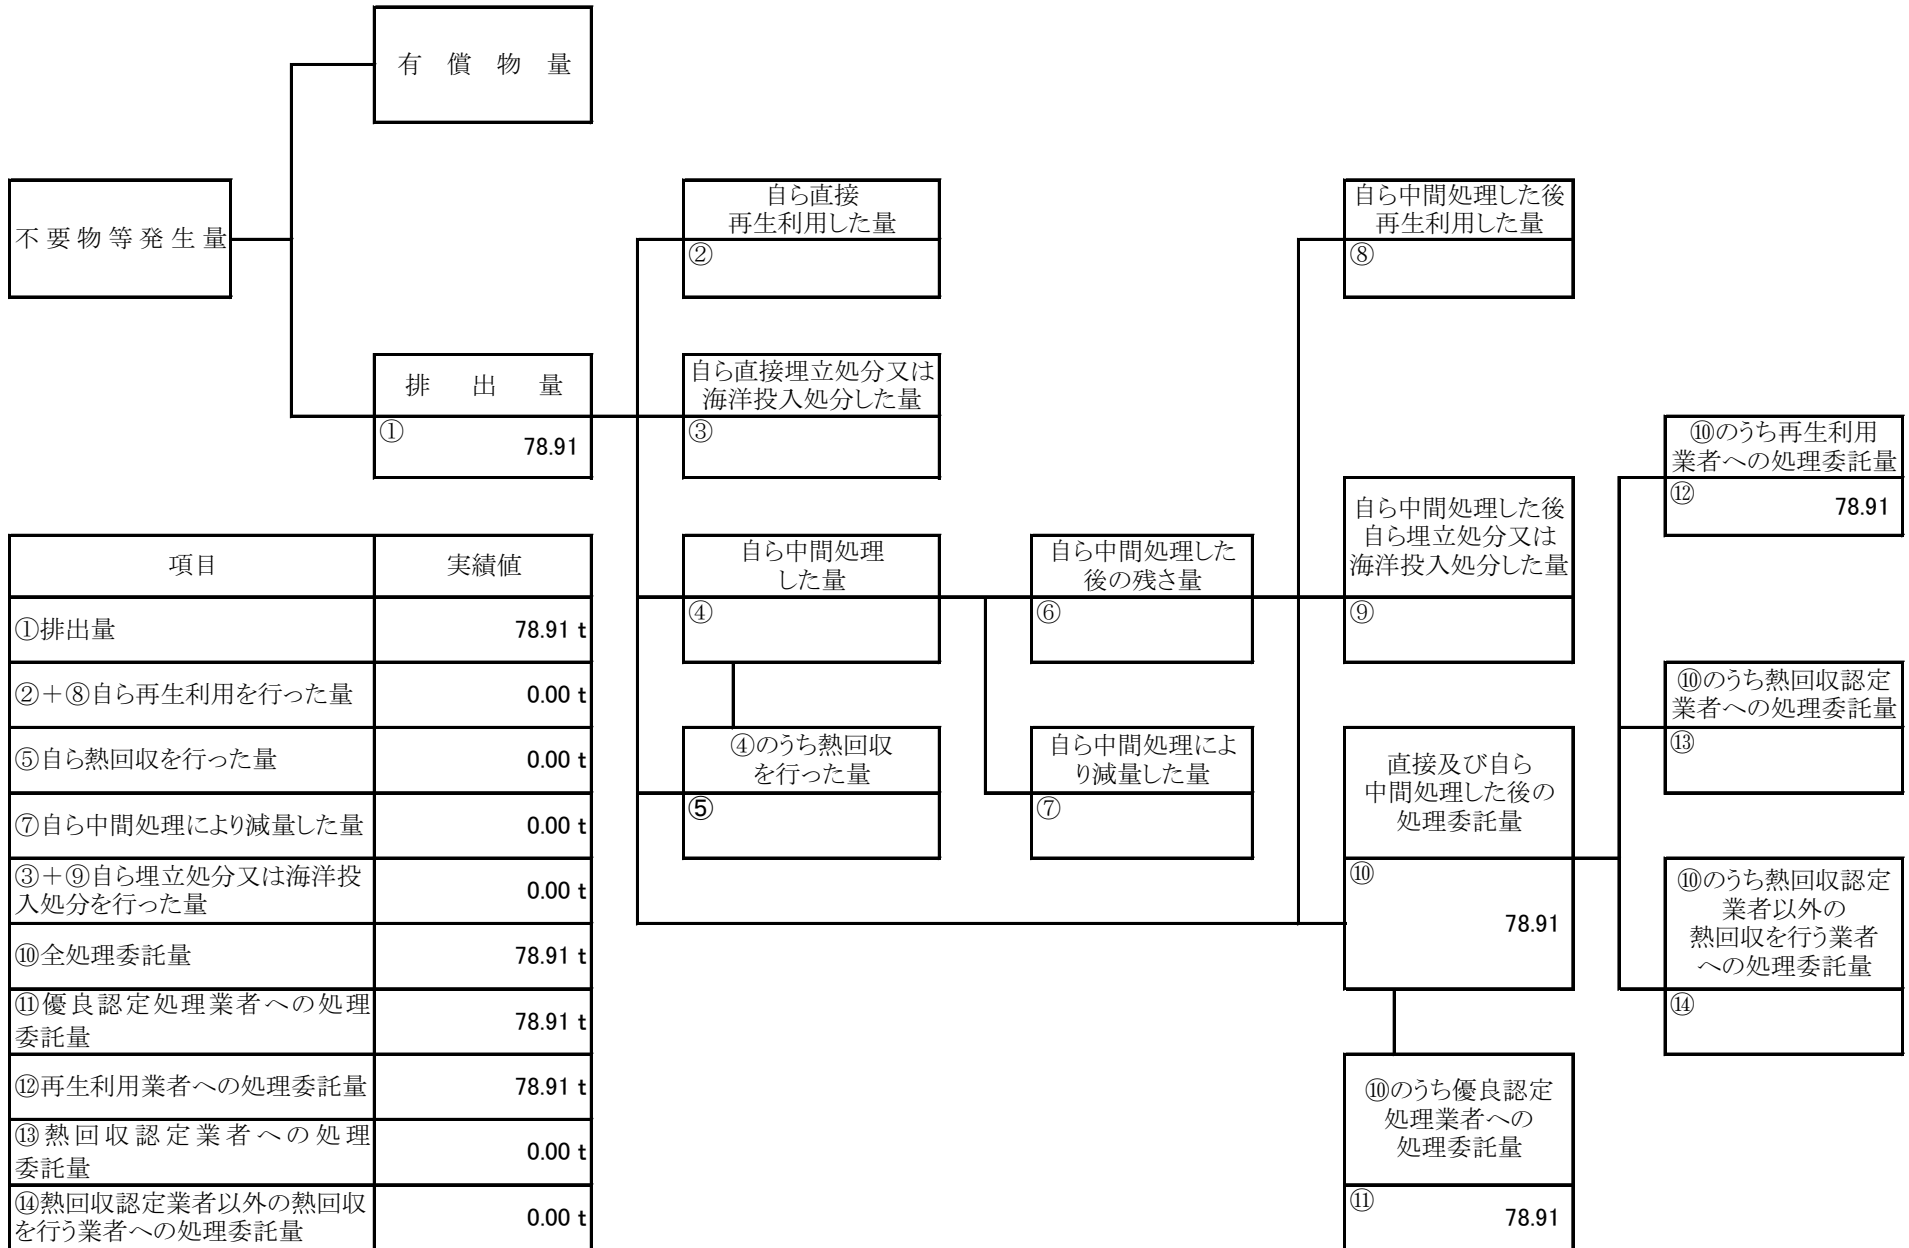 有償物量
不要物等発生量
自ら直接
再生利用した量
②
自ら中間処理した後
再生利用した量
⑧
排出量
①
78.91
自ら直接埋立処分又は
海洋投入処分した量
③
⑩のうち再生利用
業者への処理委託量
⑫
78.91
自ら中間処理
した量
④
自ら中間処理した
後の残さ量
⑥
自ら中間処理した後
自ら埋立処分又は
海洋投入処分した量
⑨
⑩のうち熱回収認定
業者への処理委託量
⑬
④のうち熱回収
を行った量
⑤
自ら中間処理によ
り減量した量
⑦
直接及び自ら
中間処理した後の
処理委託量
⑩
78.91
⑩のうち熱回収認定
業者以外の
熱回収を行う業者
への処理委託量
⑭
⑩のうち優良認定
処理業者への
処理委託量
⑪
78.91
項目 実績値
①排出量 78.91 t
②+⑧自ら再生利用を行った量 0.00 t
⑤自ら熱回収を行った量 0.00 t
⑦自ら中間処理により減量した量 0.00 t
③+⑨自ら埋立処分又は海洋投
入処分を行った量 0.00 t
⑩全処理委託量 78.91 t
⑪優良認定処理業者への処理
委託量 78.91 t
⑫再生利用業者への処理委託量 78.91 t
⑬熱回収認定業者への処理
委託量 0.00 t
⑭熱回収認定業者以外の熱回収
を行う業者への処理委託量 0.00 t